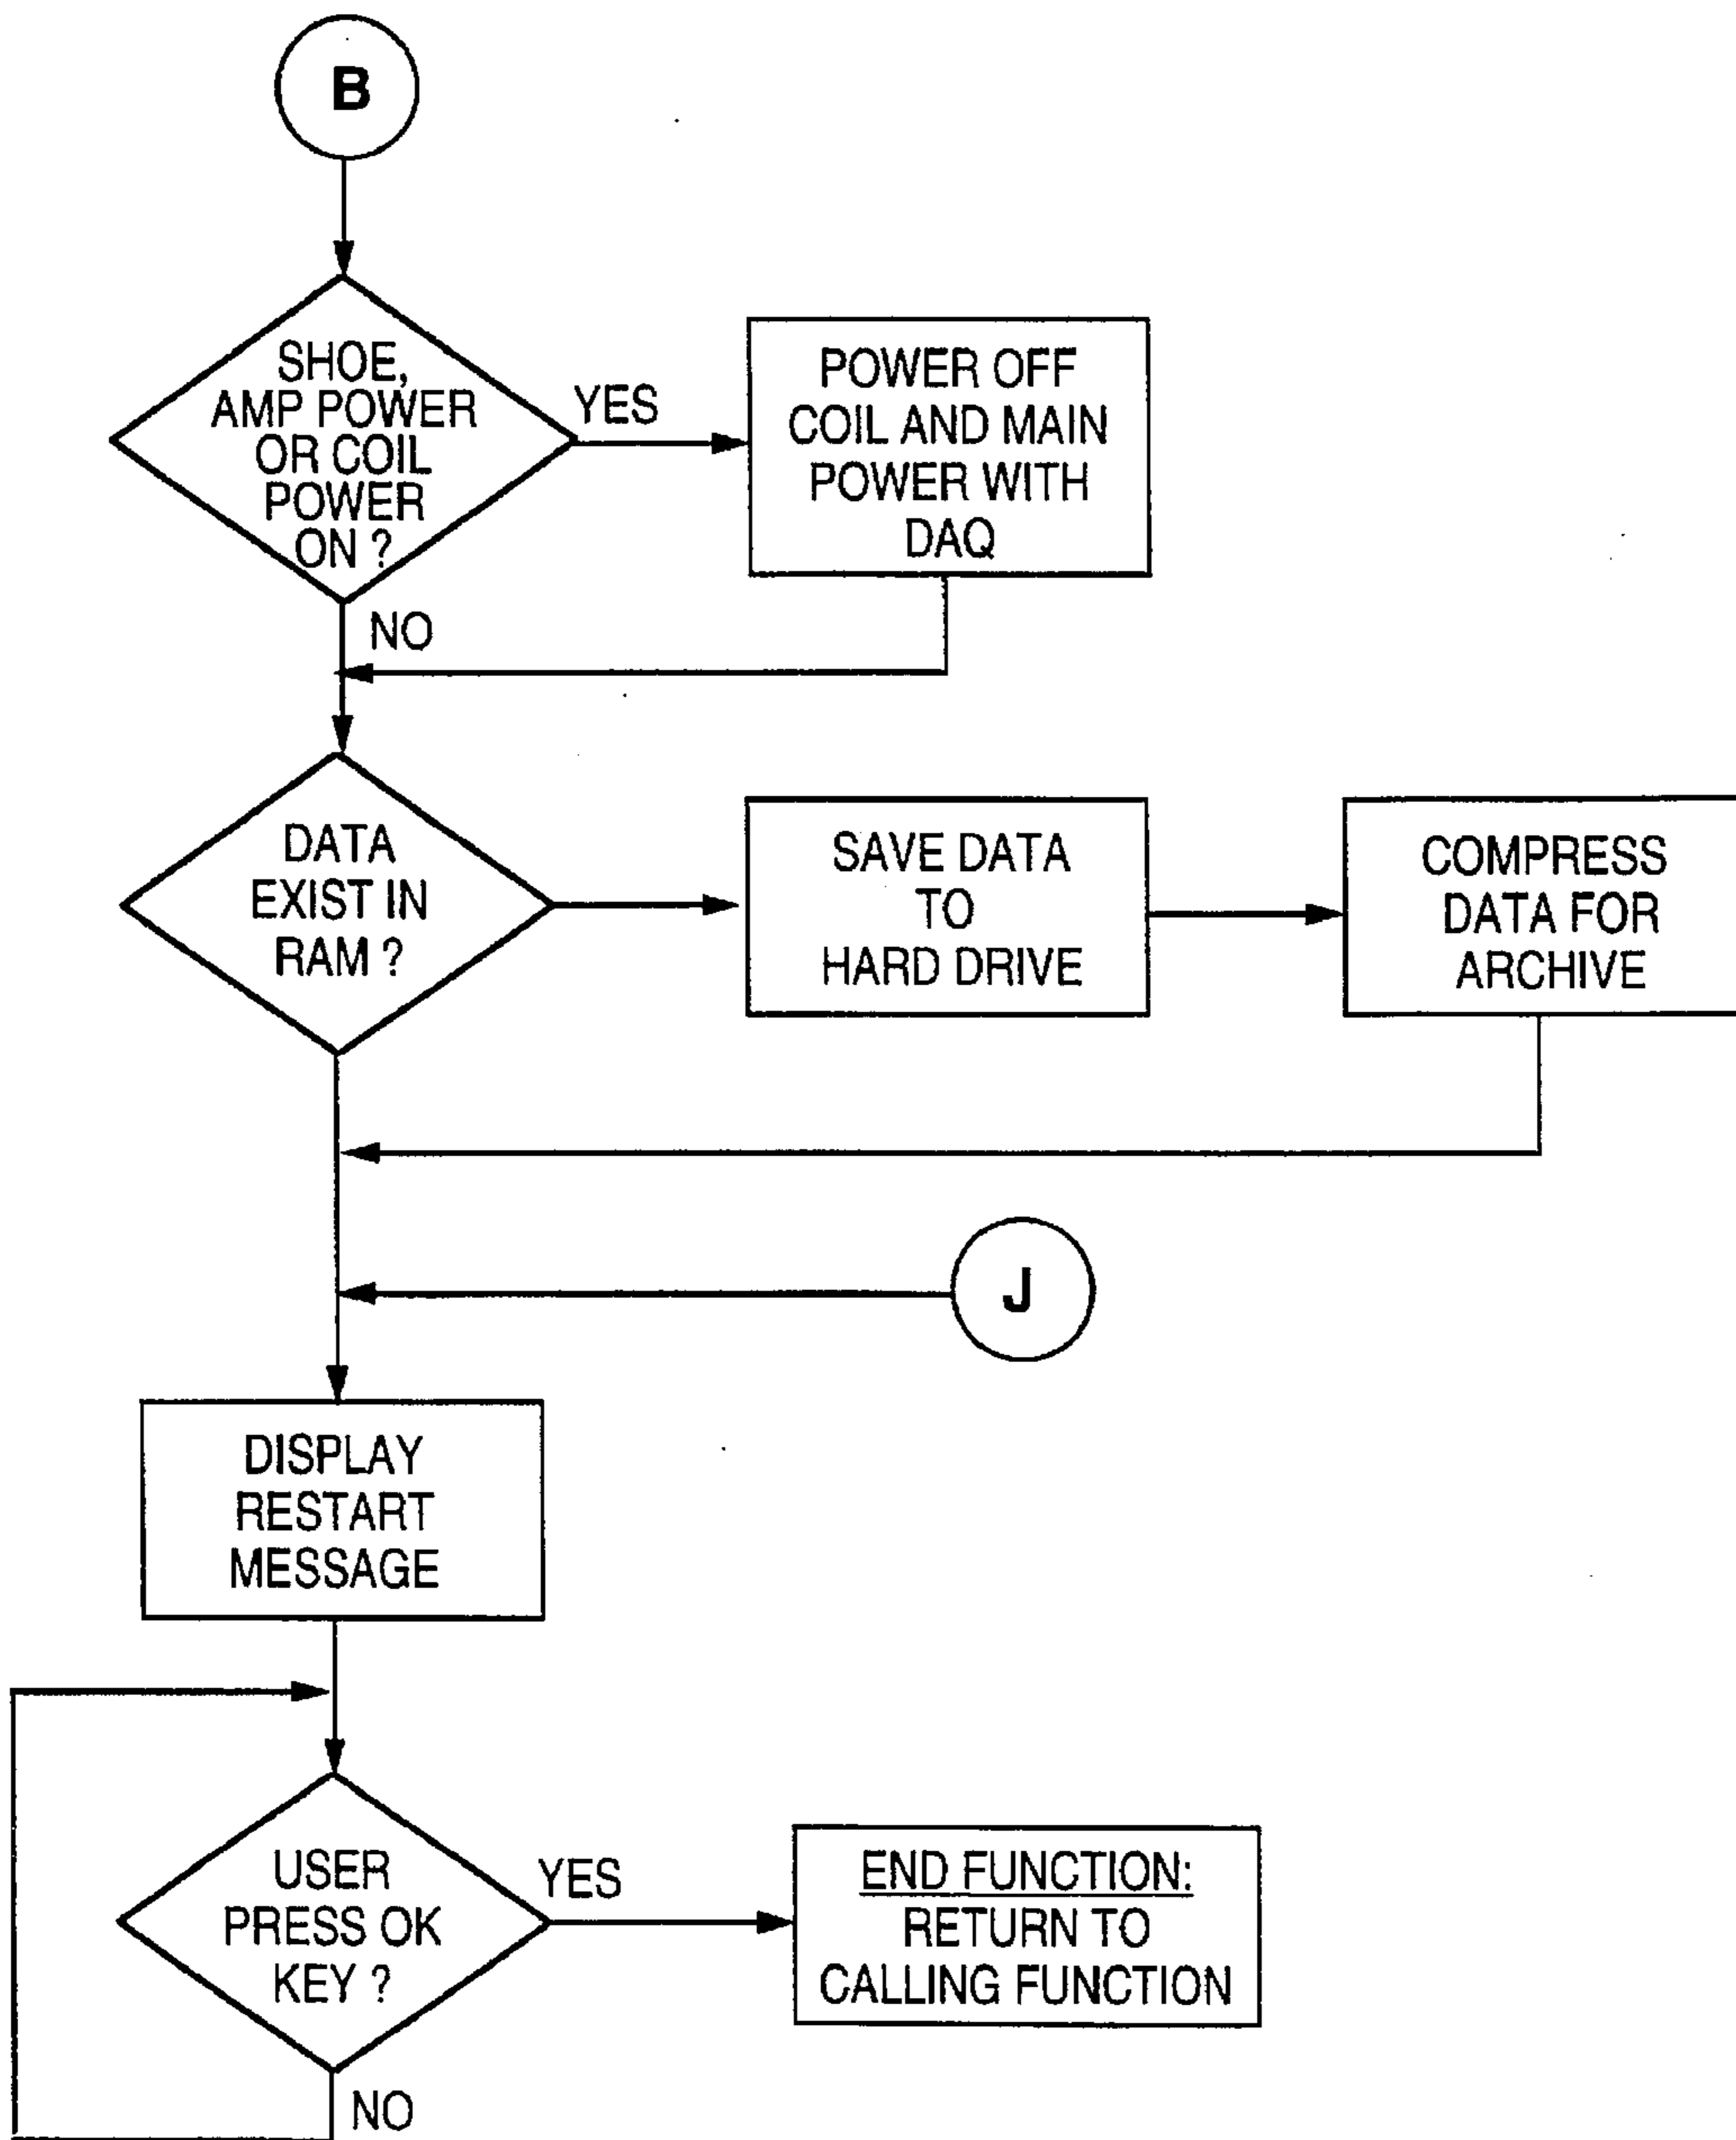 B
SHOE,
AMP POWER
OR COIL
POWER
ON ?
YES
POWER OFF
COIL AND MAIN
POWER WITH
DAQ
NO
DATA
EXIST IN
RAM ?
SAVE DATA
TO
HARD DRIVE
COMPRESS
DATA FOR
ARCHIVE
J
DISPLAY
RESTART
MESSAGE
USER
PRESS OK
KEY ?
YES
END FUNCTION:
RETURN TO
CALLING FUNCTION
NO